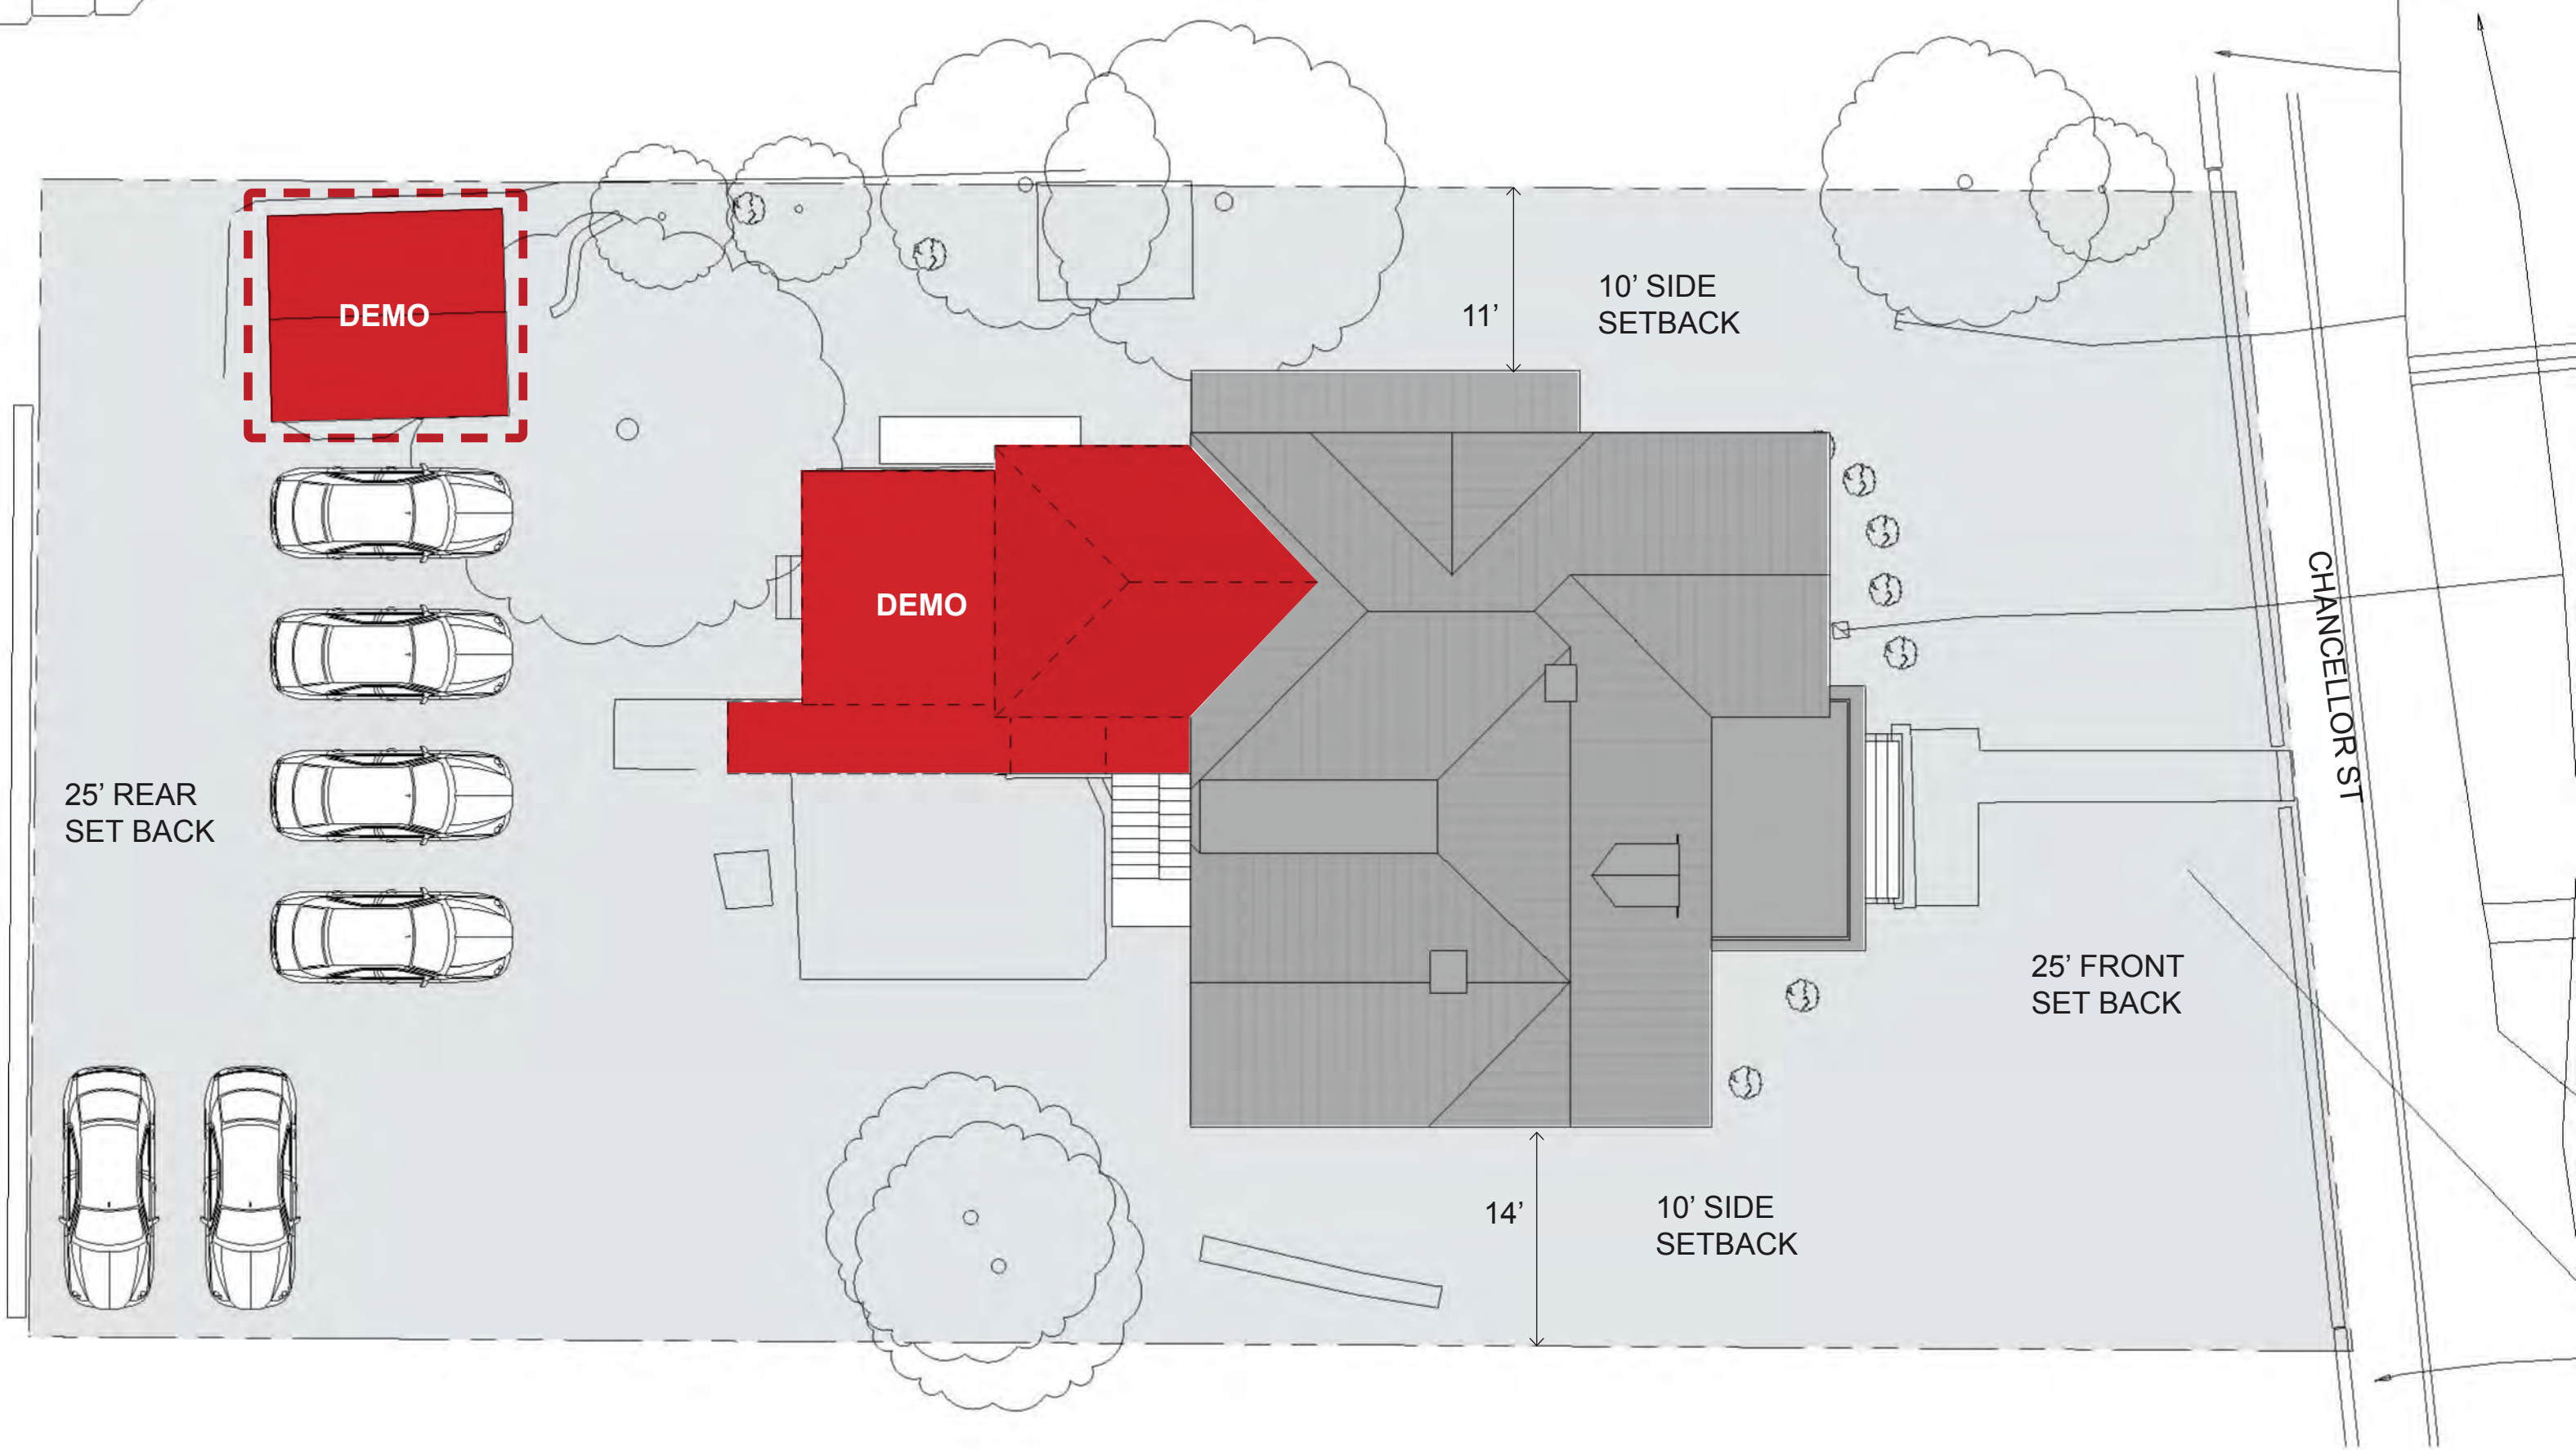 DEMO
11’
10’ SIDE
SETBACK
DEMO
CHANCELLOR ST
25’ REAR
SET BACK
25’ FRONT
SET BACK
14’
10’ SIDE
SETBACK